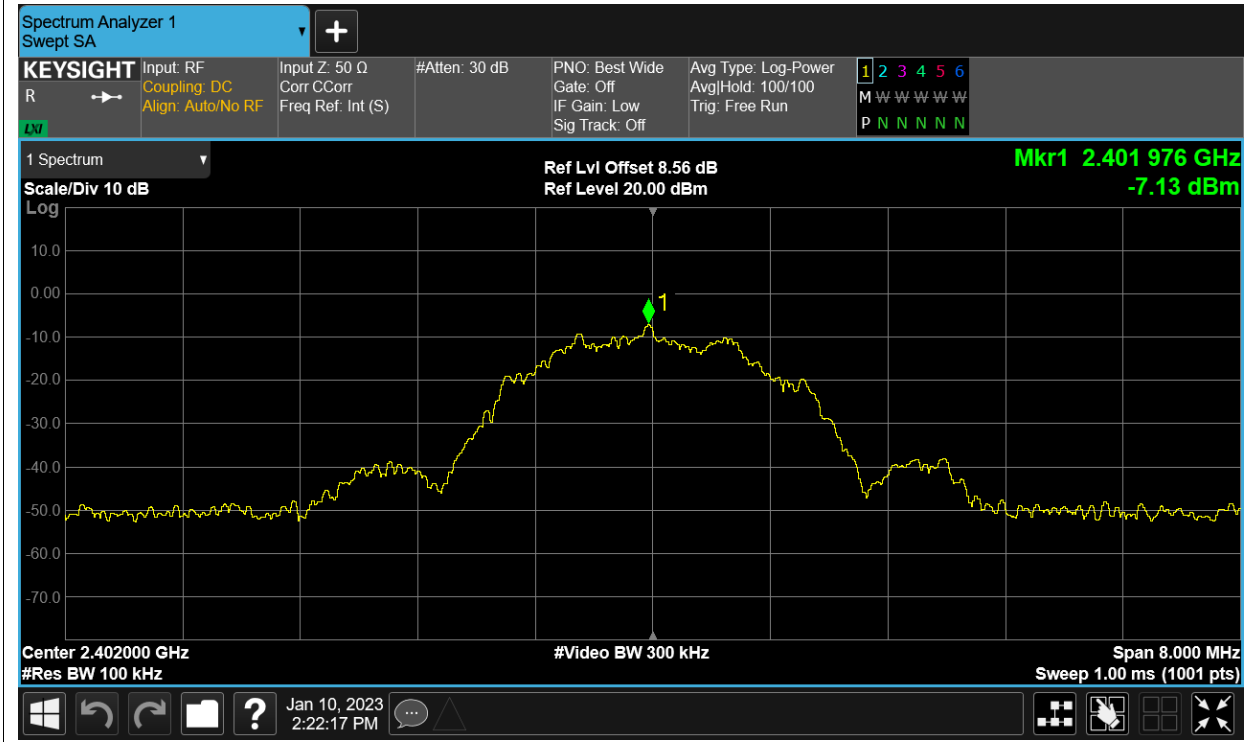 Spectrum Analyzer 1
Swept SA
KEYSIGHT
R
LXI
Input: RF
Coupling: DC
Align: Auto/No RF
Input Z: 50 Ω
Corr CCorr
Freq Ref: Int (S)
#Atten: 30 dB
PNO: Best Wide
Gate: Off
IF Gain: Low
Sig Track: Off
Avg Type: Log-Power
Avg|Hold: 100/100
Trig: Free Run
1 2 3 4 5 6
M W W W W W
P N N N N N
1 Spectrum
Scale/Div 10 dB
Log
Ref Lvl Offset 8.56 dB
Ref Level 20.00 dBm
Mkr1 2.401 976 GHz
-7.13 dBm
10.0
0.00
-10.0
-20.0
-30.0
-40.0
-50.0
-60.0
-70.0
1
Center 2.402000 GHz
#Res BW 100 kHz
#Video BW 300 kHz
Span 8.000 MHz
Sweep 1.00 ms (1001 pts)
?
Jan 10, 2023
2:22:17 PM